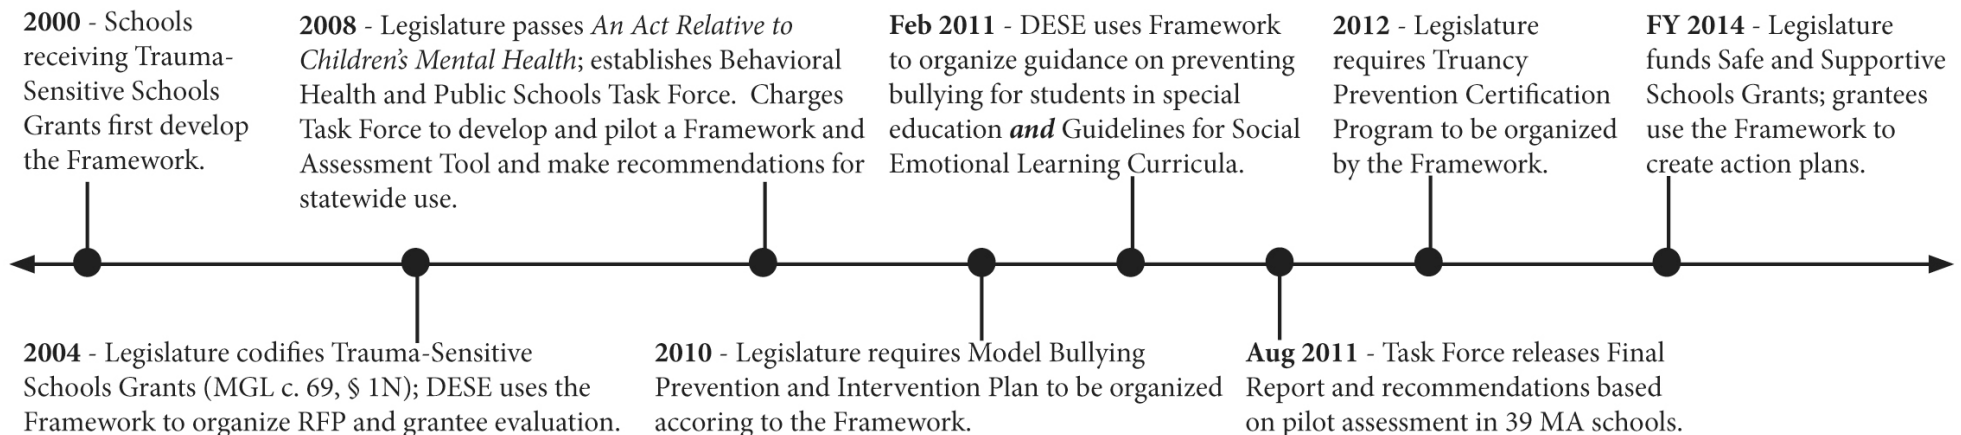 2000 - Schools
receiving Trauma-
Sensitive Schools
Grants first develop
the Framework.
2008 - Legislature passes An Act Relative to
Children's Mental Health; establishes Behavioral
Health and Public Schools Task Force.  Charges
Task Force to develop and pilot a Framework and
Assessment Tool and make recommendations for
statewide use.
Feb 2011 - DESE uses Framework
to organize guidance on preventing
bullying for students in special
education and Guidelines for Social
Emotional Learning Curricula.
2012 - Legislature
requires Truancy
Prevention Certification
Program to be organized
by the Framework.
FY 2014 - Legislature
funds Safe and Supportive
Schools Grants; grantees
use the Framework to
create action plans.
2004 - Legislature codifies Trauma-Sensitive
Schools Grants (MGL c. 69, § 1N); DESE uses the
Framework to organize RFP and grantee evaluation.
2010 - Legislature requires Model Bullying
Prevention and Intervention Plan to be organized
accoring to the Framework.
Aug 2011 - Task Force releases Final
Report and recommendations based
on pilot assessment in 39 MA schools.